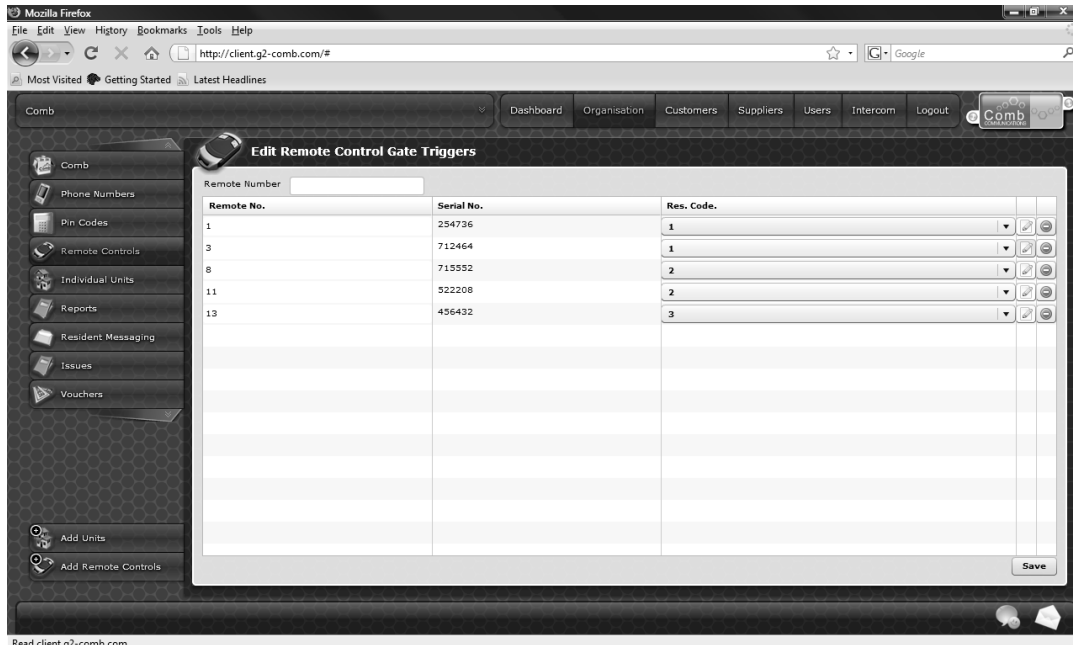 Mozilla Firefox
File Edit View History Bookmarks Tools Help
http://client.g2-comb.com/#
G Google
Most Visited Getting Started Latest Headlines
Comb Dashboard Organisation Customers Suppliers Users Intercom Logout Comb
COMMUNICATIONS
Edit Remote Control Gate Triggers
Comb
Phone Numbers
Pin Codes
Remote Controls
Individual Units
Reports
Resident Messaging
Issues
Vouchers
Add Units
Add Remote Controls
Remote Number
Remote No. Serial No. Res. Code.
1 254736 1
3 712464 1
8 715552 2
11 522208 2
13 456432 3
Save
Read client.g2-comb.com